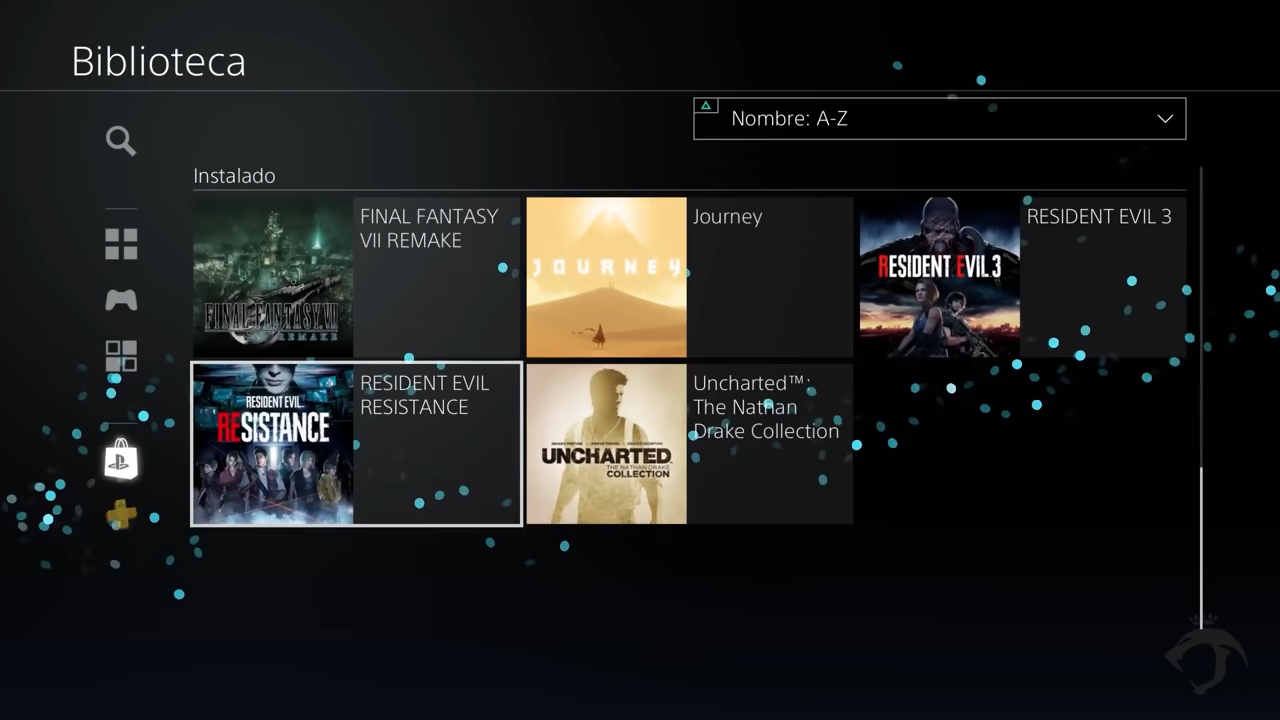 Biblioteca
Nombre: A-Z
Instalado
FINAL FANTASY VII
REMAKE
FINAL FANTASY
VII REMAKE
JOURNEY
Journey
RESIDENT EVIL 3
RESIDENT EVIL 3
RESIDENT EVIL
RESISTANCE
RESIDENT EVIL
RESISTANCE
UNCHARTED
THE NATHAN DRAKE
COLLECTION
Uncharted™:
The Nathan
Drake Collection